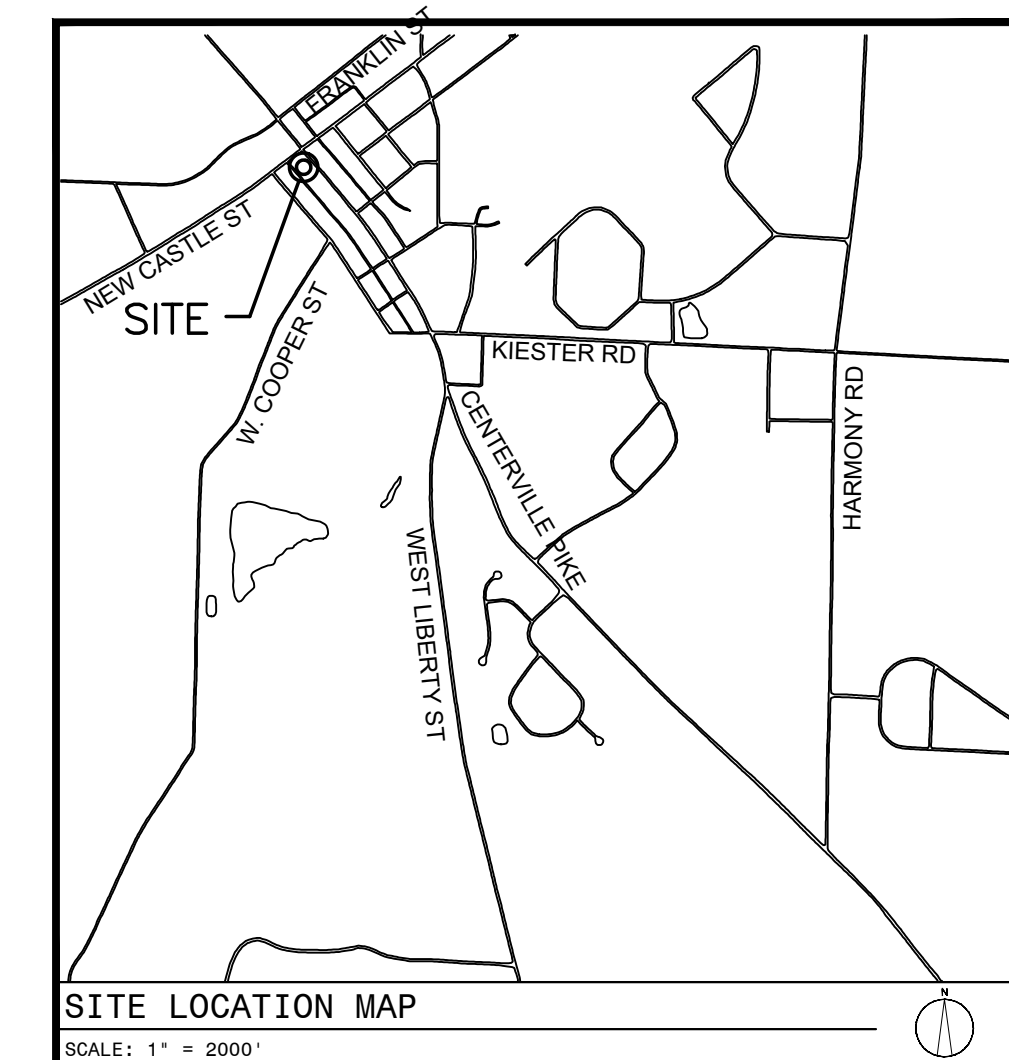 FRANKLIN ST
NEW CASTLE ST
SITE
W. COOPER ST
KIESTER RD
CENTERVILLE PIKE
HARMONY RD
WEST LIBERTY ST
SITE LOCATION MAP
N
SCALE: 1" = 2000'